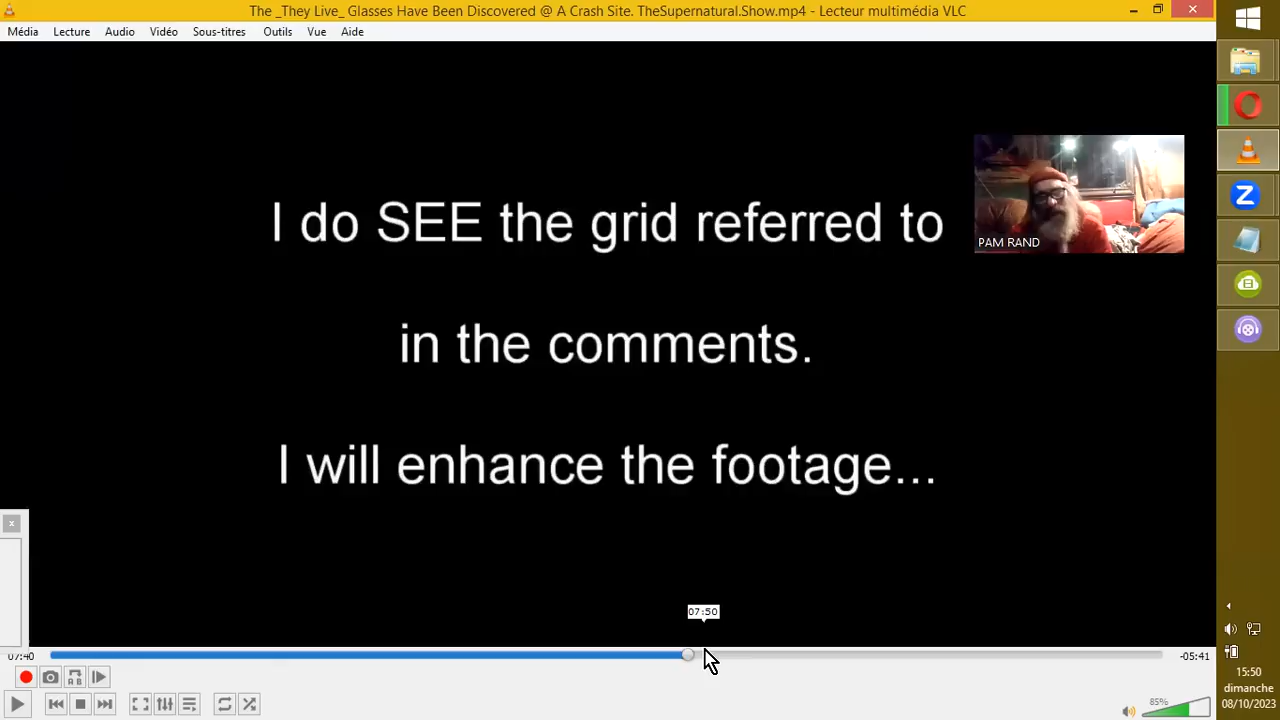 The _They Live_ Glasses Have Been Discovered @ A Crash Site. TheSupernatural.Show.mp4 - Lecteur multimédia VLC
Média Lecture Audio Vidéo Sous-titres Outils Vue Aide
I do SEE the grid referred to
PAM RAND
in the comments.
I will enhance the footage...
07:50
07:40
-05:41
85%
15:50
dimanche
08/10/2023